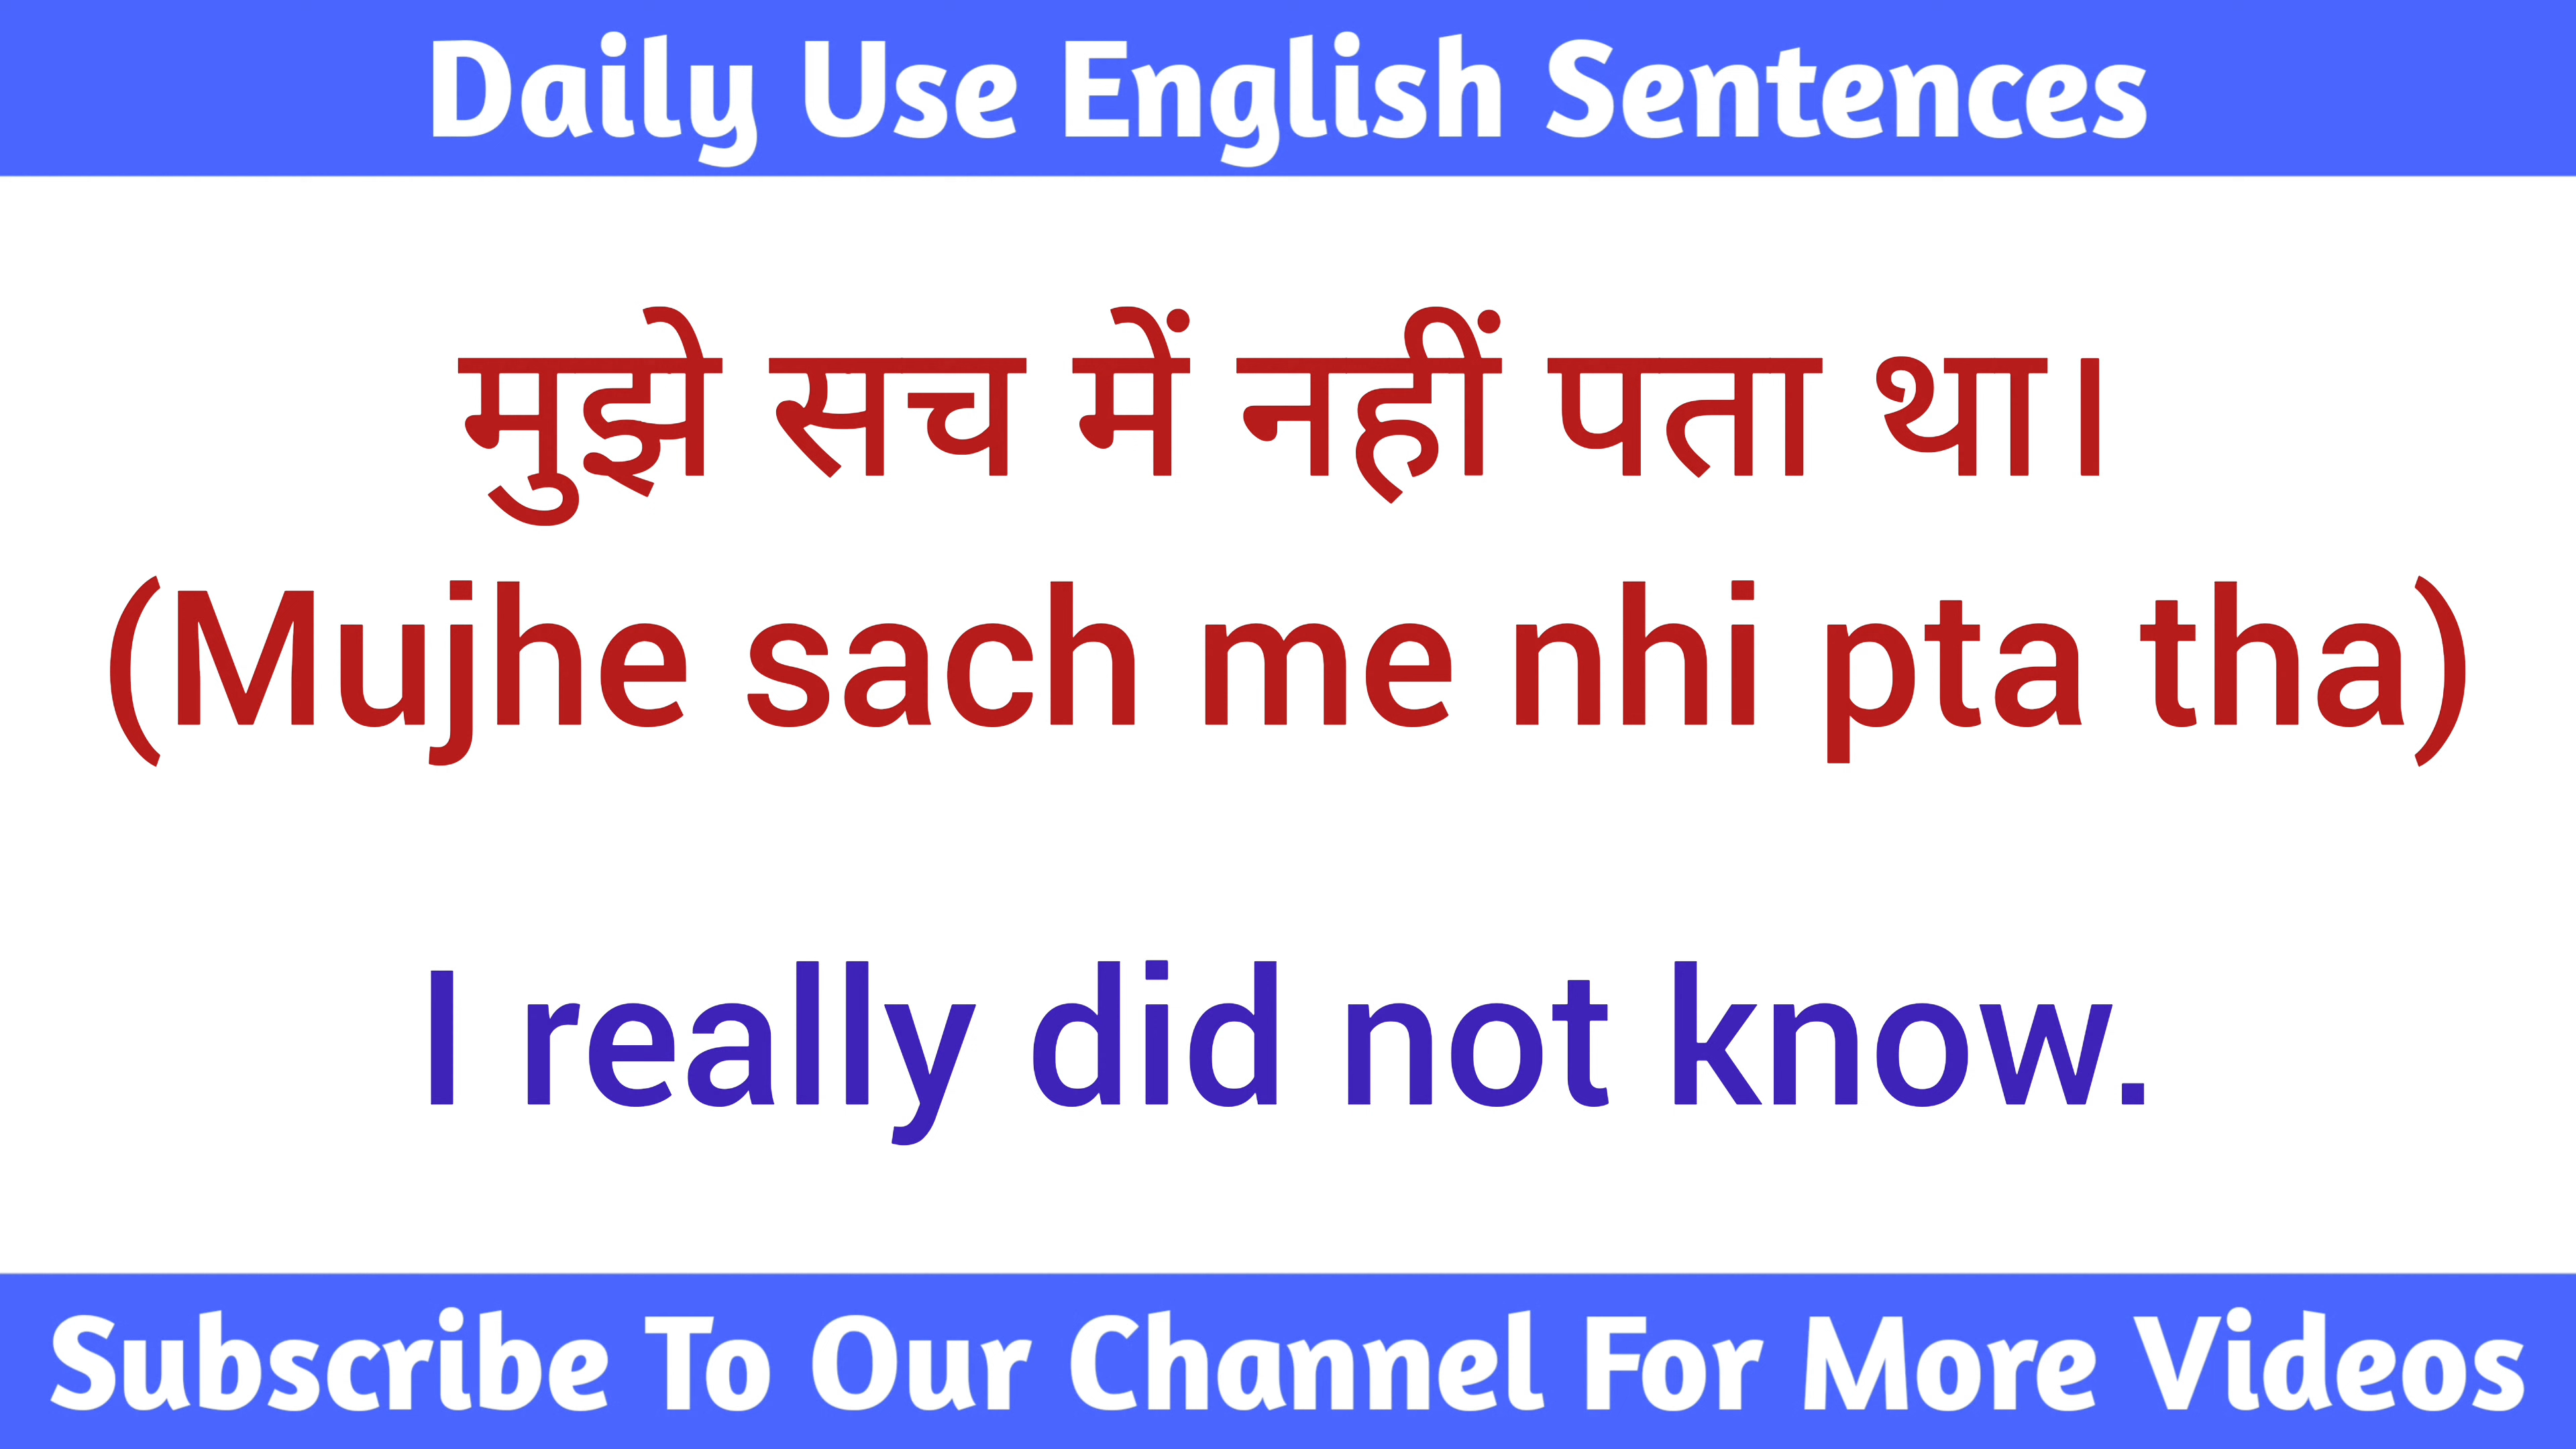 Daily Use English Sentences
मुझे सच में नहीं पता था।
(Mujhe sach me nhi pta tha)
I really did not know.
Subscribe To Our Channel For More Videos